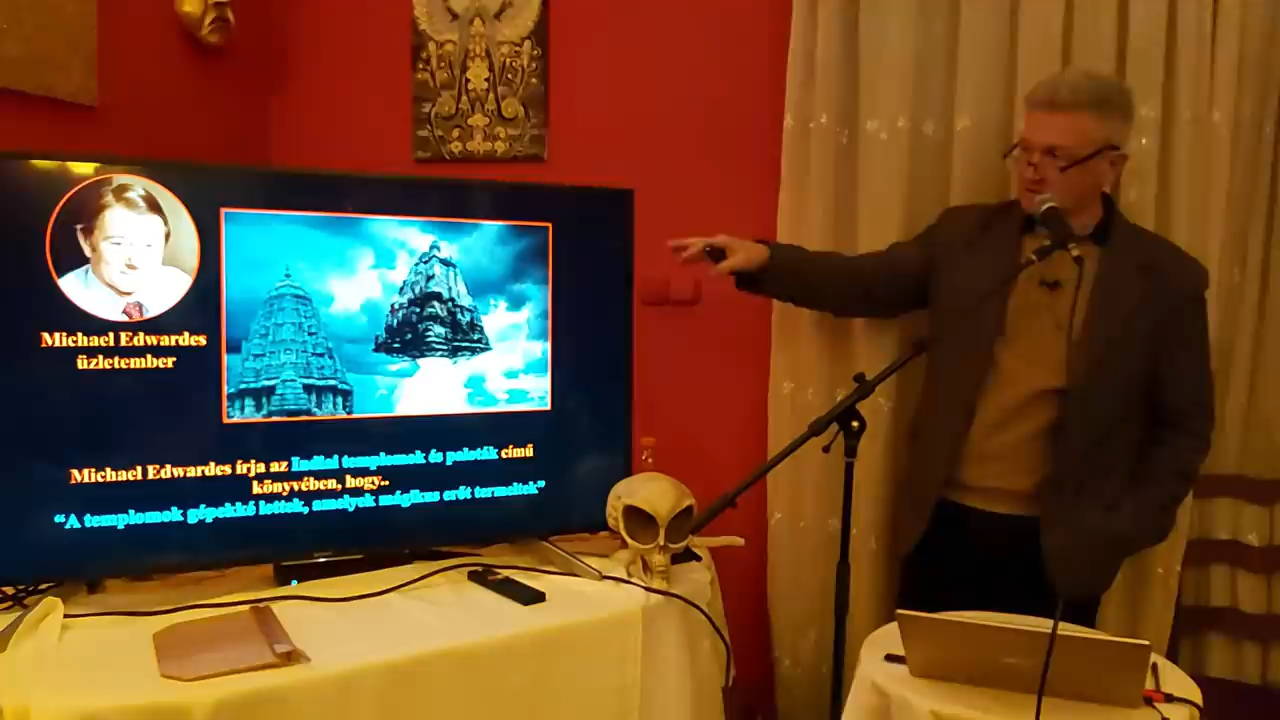 Michael Edwardes
üzletember
Michael Edwardes írja az Indiai templomok és paloták című
könyvében, hogy..
“A templomok gépekké lettek, amelyek mágikus erőt termeltek”